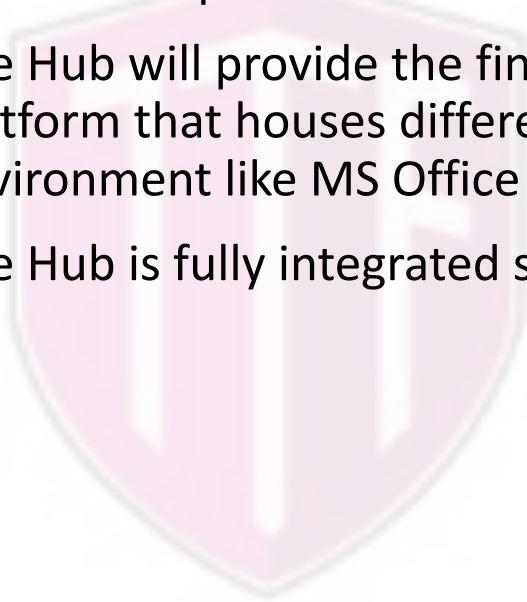 e Hub will provide the fin
tform that houses differe
vironment like MS Office
e Hub is fully integrated s